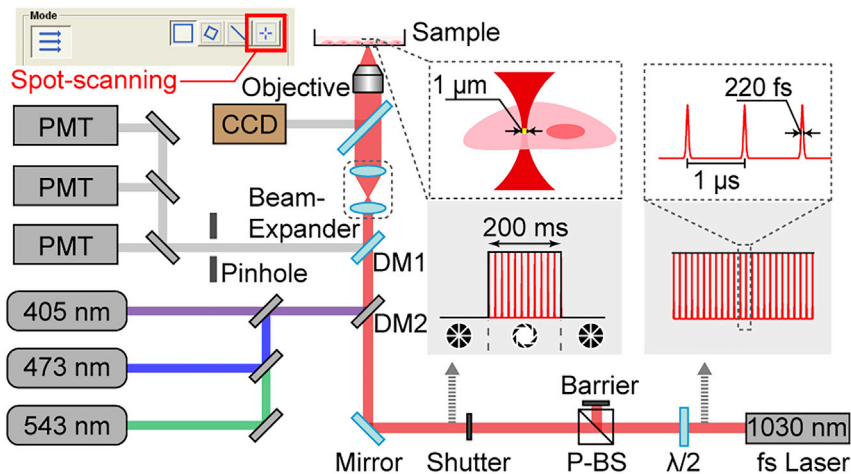 Mode
Spot-scanning
Sample
Objective
PMT
CCD
PMT
Beam-
Expander
PMT
Pinhole
DM1
DM2
405 nm
473 nm
543 nm
1 µm
220 fs
1 µs
200 ms
Barrier
1030 nm
Mirror
Shutter
P-BS
λ/2
fs Laser